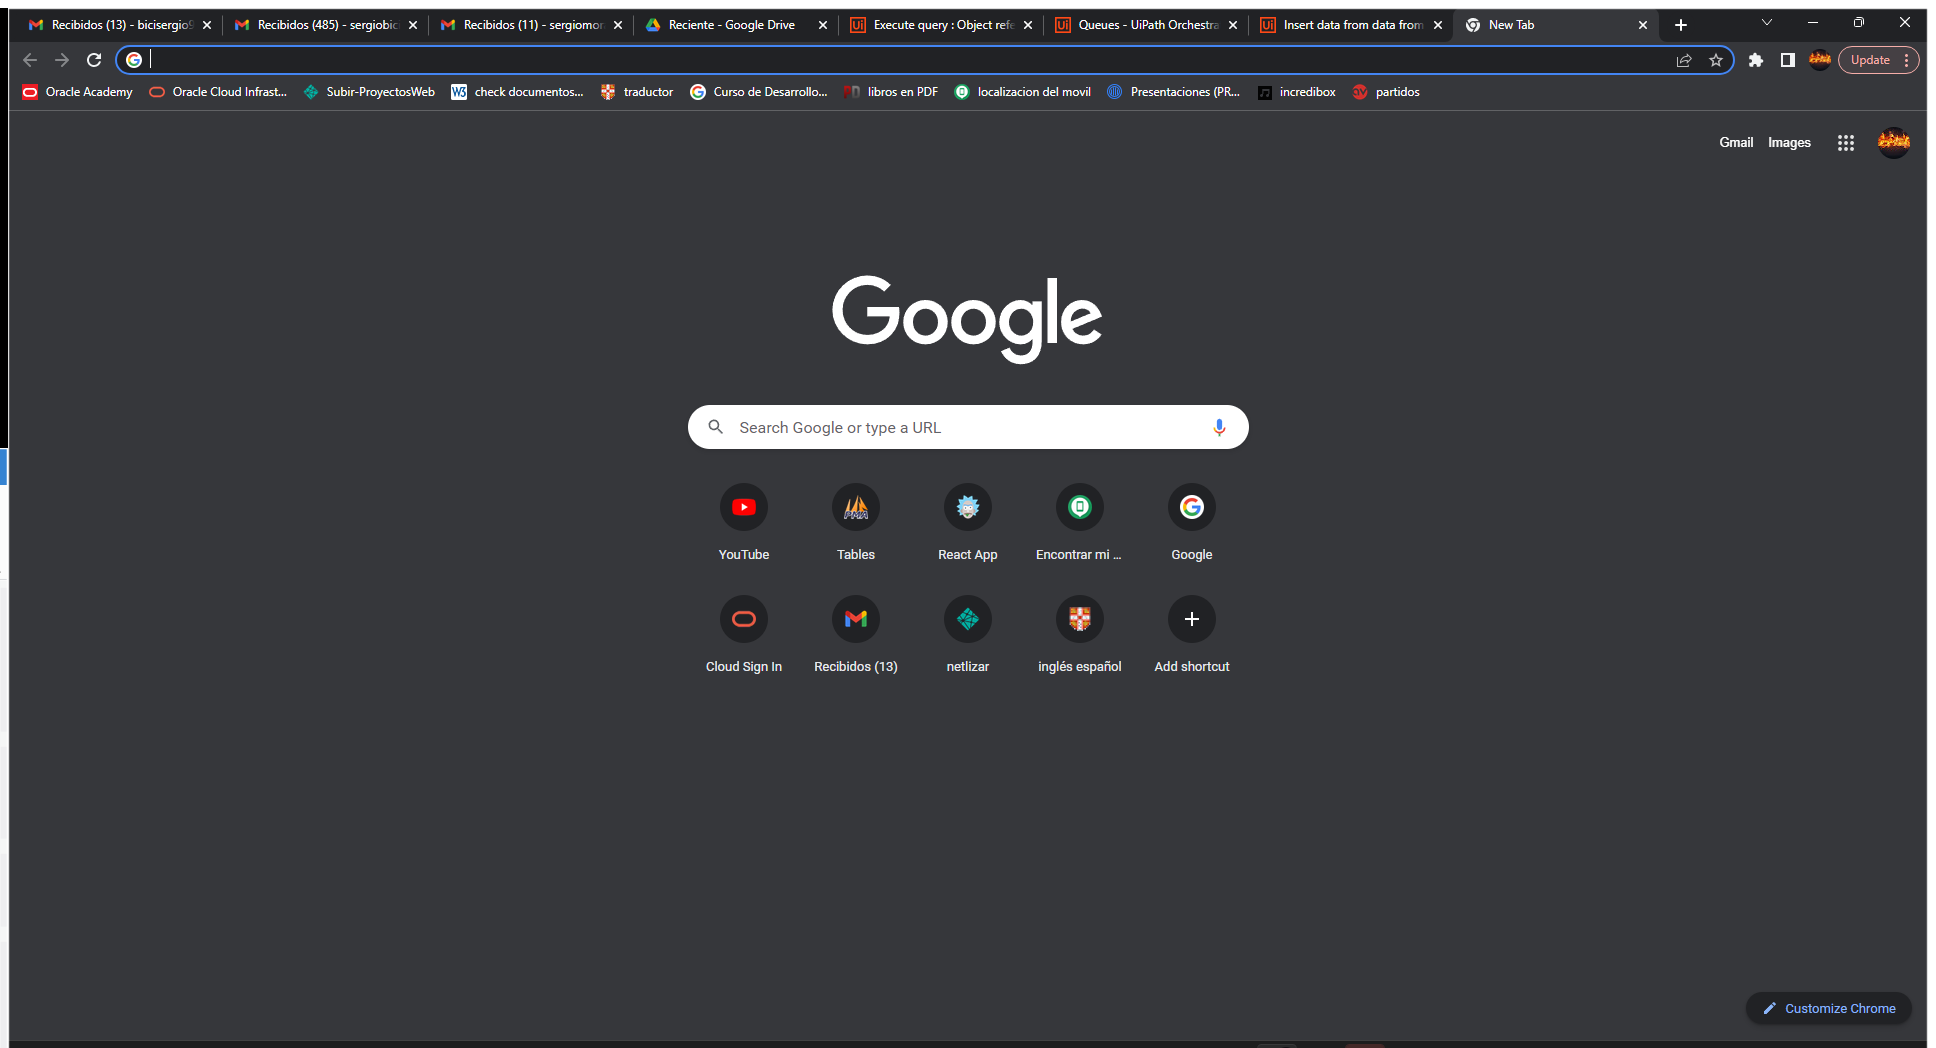 Recibidos (13) - bicisergio9
Recibidos (485) - sergiobici
Recibidos (11) - sergiomor
Reciente - Google Drive
Execute query : Object refe
Queues - UiPath Orchestra
Insert data from data from
New Tab
Update
Oracle Academy
Oracle Cloud Infrast...
Subir-ProyectosWeb
check documentos...
traductor
Curso de Desarrollo...
libros en PDF
localizacion del movil
Presentaciones (PR...
incredibox
partidos
Gmail
Images
Google
Search Google or type a URL
YouTube
Tables
React App
Encontrar mi ...
Google
Cloud Sign In
Recibidos (13)
netlizar
inglés español
Add shortcut
Customize Chrome